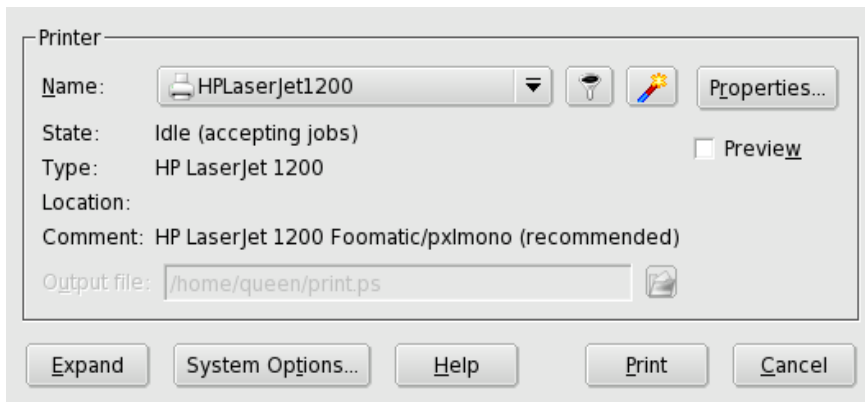 Printer
Name: HPLaserJet1200 Properties...
State: Idle (accepting jobs)
Preview
Type: HP LaserJet 1200
Location:
Comment: HP LaserJet 1200 Foomatic/pxlmono (recommended)
Output file: /home/queen/print.ps
Expand System Options... Help Print Cancel